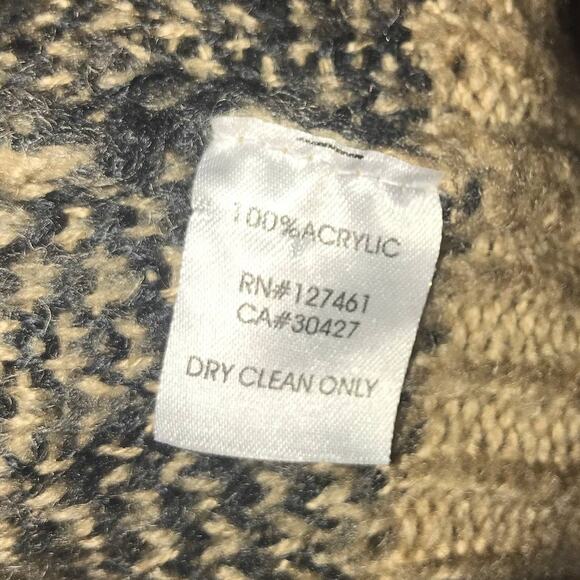 100% ACRYLIC
RN#127461
CA#30427
DRY CLEAN ONLY